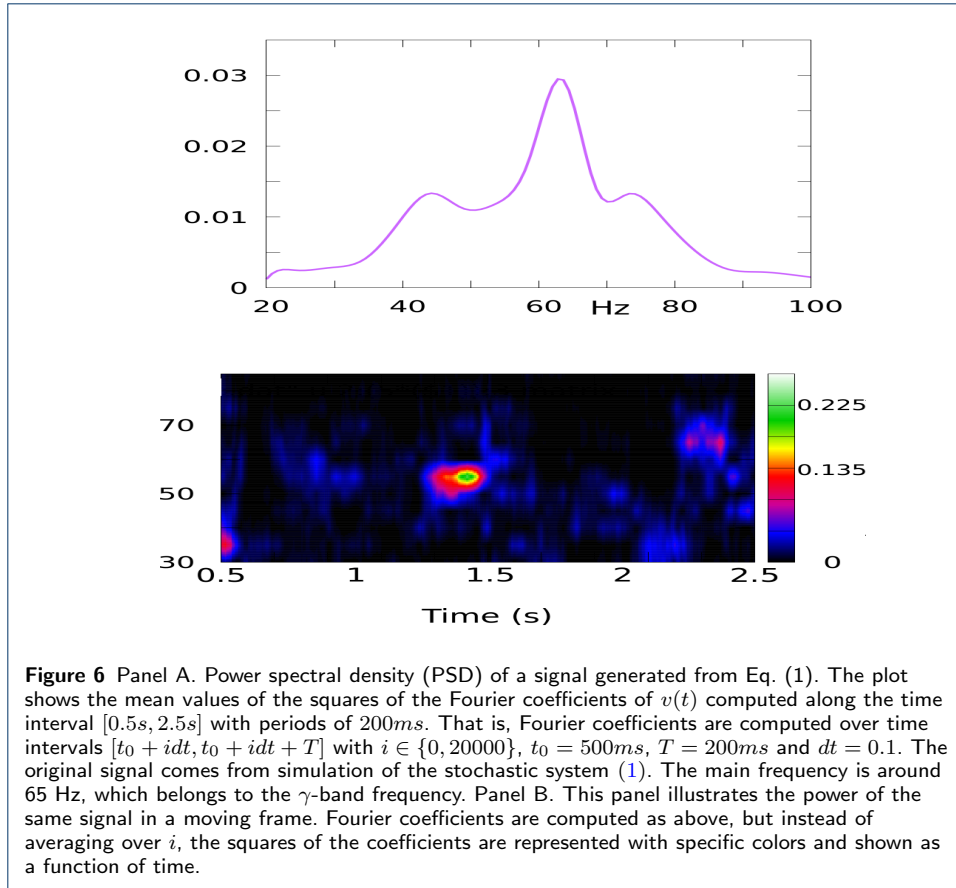 0.03
0.02
0.01
0
20 40 60 Hz 80 100
70
50
30
0.225
0.135
0
0.5 1 1.5 2 2.5
Time (s)
Figure 6 Panel A. Power spectral density (PSD) of a signal generated from Eq. (1). The plot
shows the mean values of the squares of the Fourier coefficients of v(t) computed along the time
interval [0.5s, 2.5s] with periods of 200ms. That is, Fourier coefficients are computed over time
intervals [t₀ + idt, t₀ + idt + T] with i ∈ {0, 20000}, t₀ = 500ms, T = 200ms and dt = 0.1. The
original signal comes from simulation of the stochastic system (1). The main frequency is around
65 Hz, which belongs to the γ-band frequency. Panel B. This panel illustrates the power of the
same signal in a moving frame. Fourier coefficients are computed as above, but instead of
averaging over i, the squares of the coefficients are represented with specific colors and shown as
a function of time.